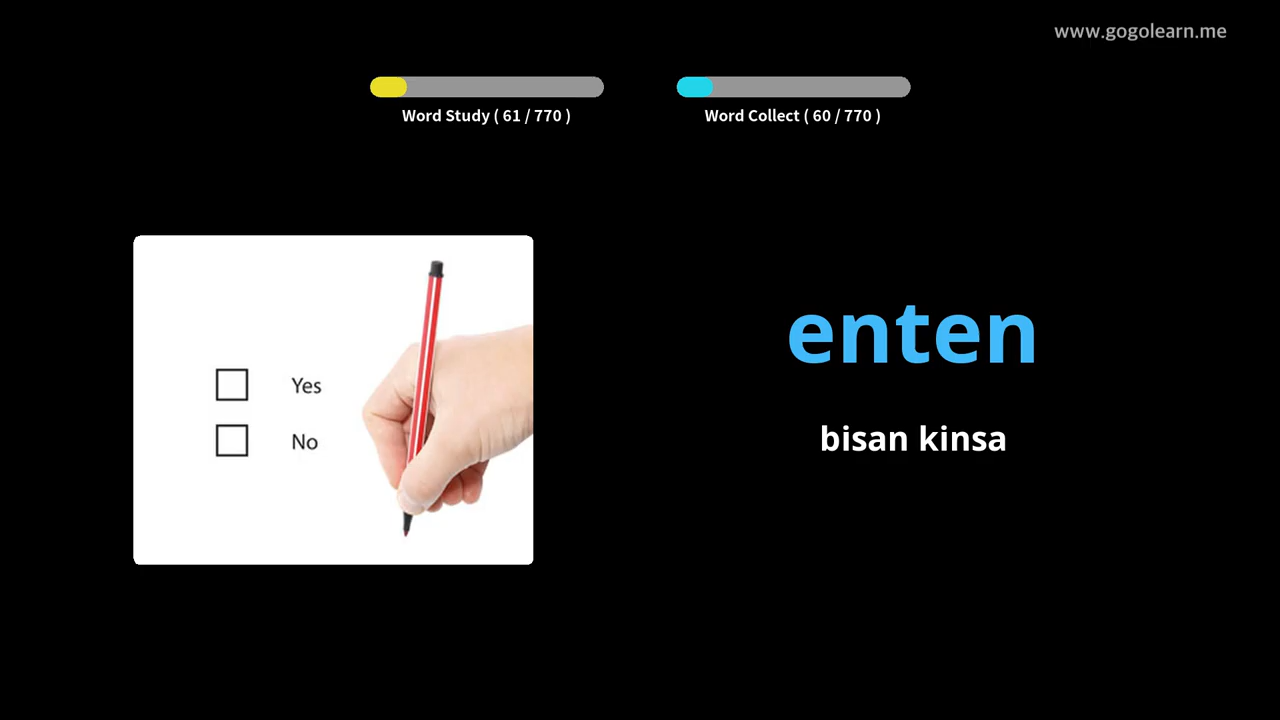 www.gogolearn.me
Word Study ( 61 / 770 )
Word Collect ( 60 / 770 )
Yes
No
enten
bisan kinsa